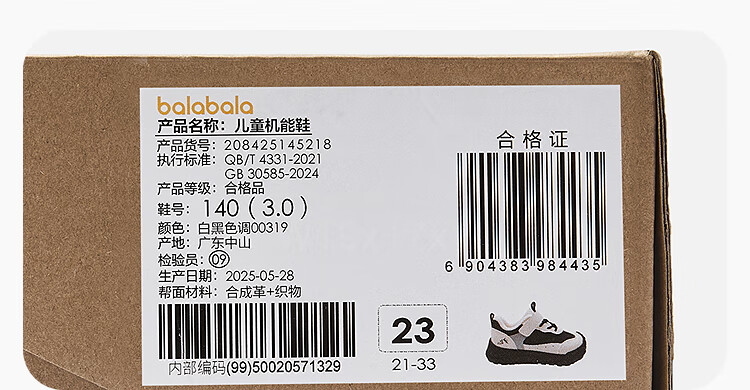 balabala
产品名称：儿童机能鞋
产品货号：208425145218
执行标准：QB/T 4331-2021
GB 30585-2024
产品等级：合格品
鞋号：140（3.0）
颜色：白黑色调00319
产地：广东中山
检验员：09
生产日期：2025-05-28
帮面材料：合成革+织物
内部编码(99)50020571329
合格证
6904383984435
23
21-33